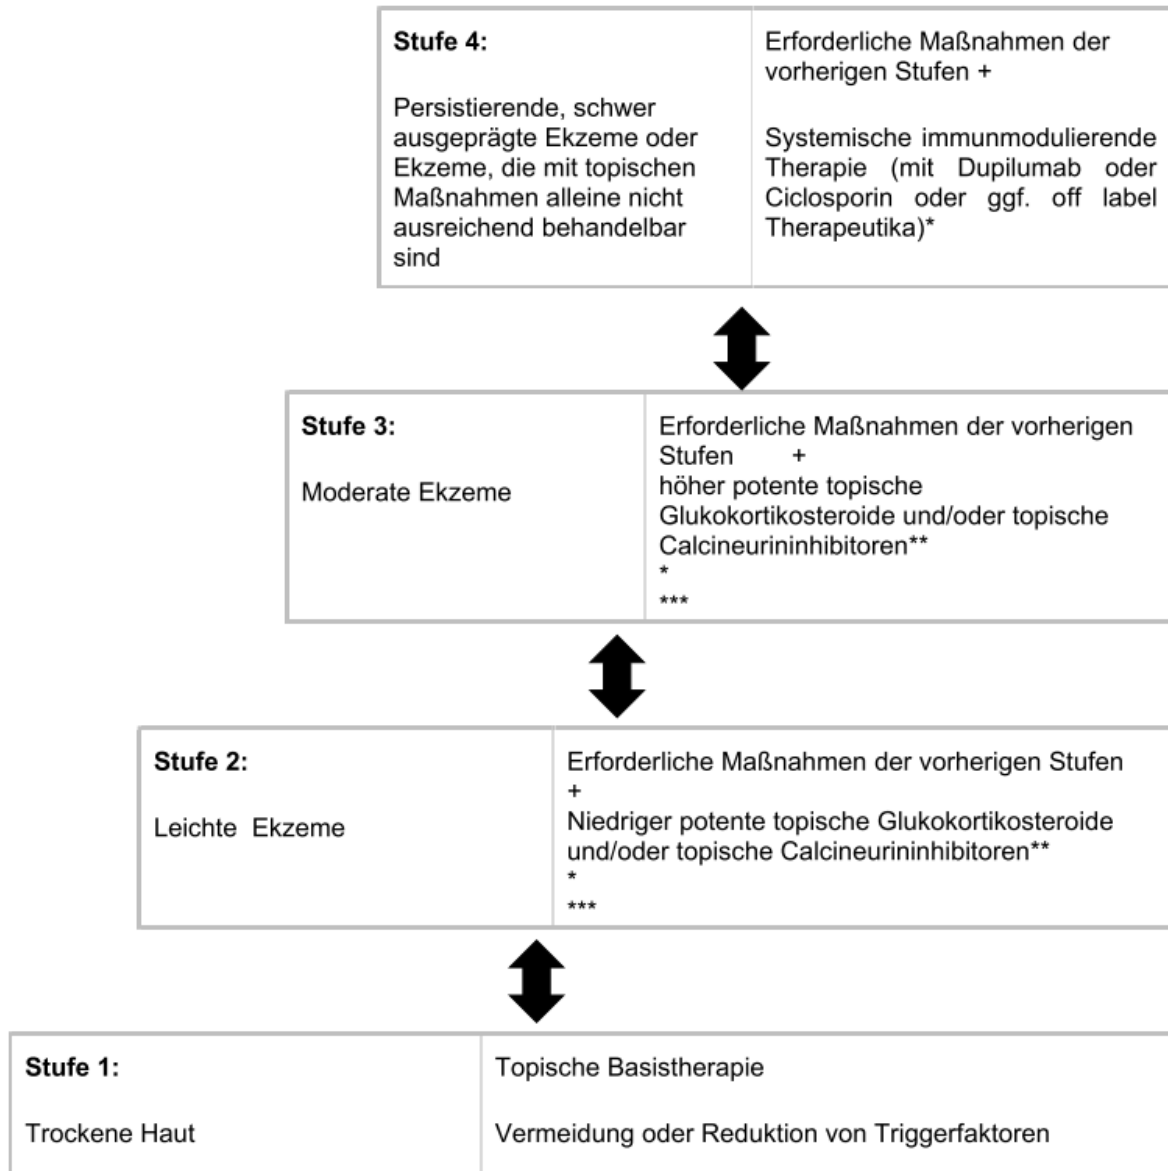 Stufe 4:
Persistierende, schwer
ausgeprägte Ekzeme oder
Ekzeme, die mit topischen
Maßnahmen alleine nicht
ausreichend behandelbar
sind
Erforderliche Maßnahmen der
vorherigen Stufen +
Systemische immunmodulierende
Therapie (mit Dupilumab oder
Ciclosporin oder ggf. off label
Therapeutika)*
Stufe 3:
Moderate Ekzeme
Erforderliche Maßnahmen der vorherigen
Stufen +
höher potente topische
Glukokortikosteroide und/oder topische
Calcineurininhibitoren**
*
***
Stufe 2:
Leichte Ekzeme
Erforderliche Maßnahmen der vorherigen Stufen
+
Niedriger potente topische Glukokortikosteroide
und/oder topische Calcineurininhibitoren**
*
***
Stufe 1:
Trockene Haut
Topische Basistherapie
Vermeidung oder Reduktion von Triggerfaktoren